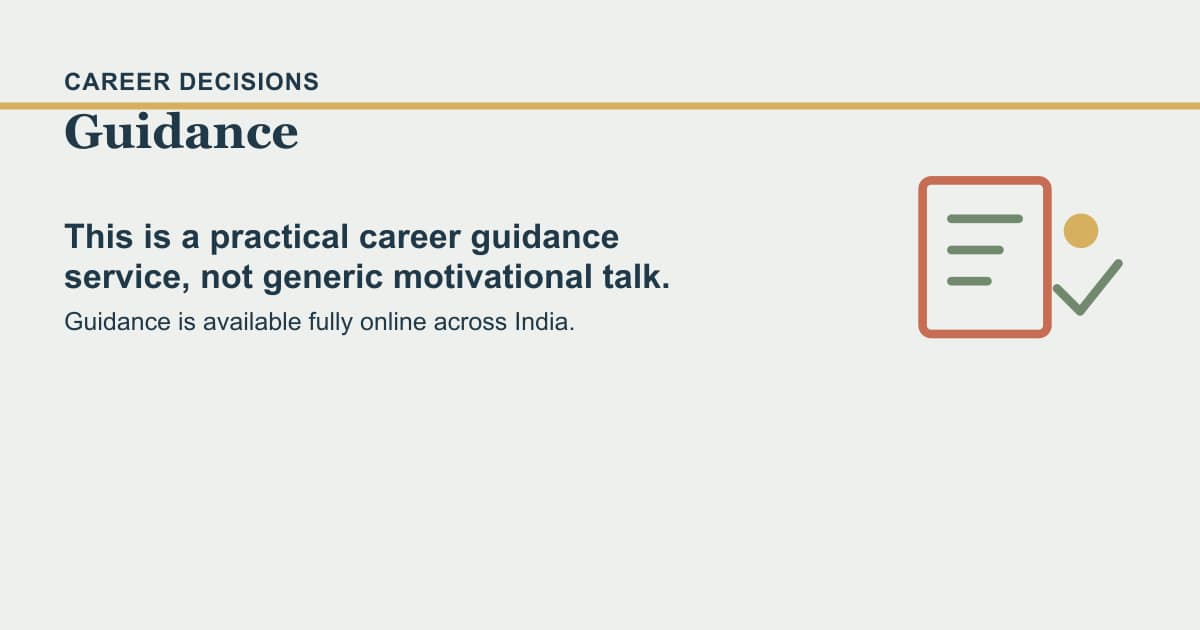 CAREER DECISIONS
Guidance
This is a practical career guidance
service, not generic motivational talk.
Guidance is available fully online across India.